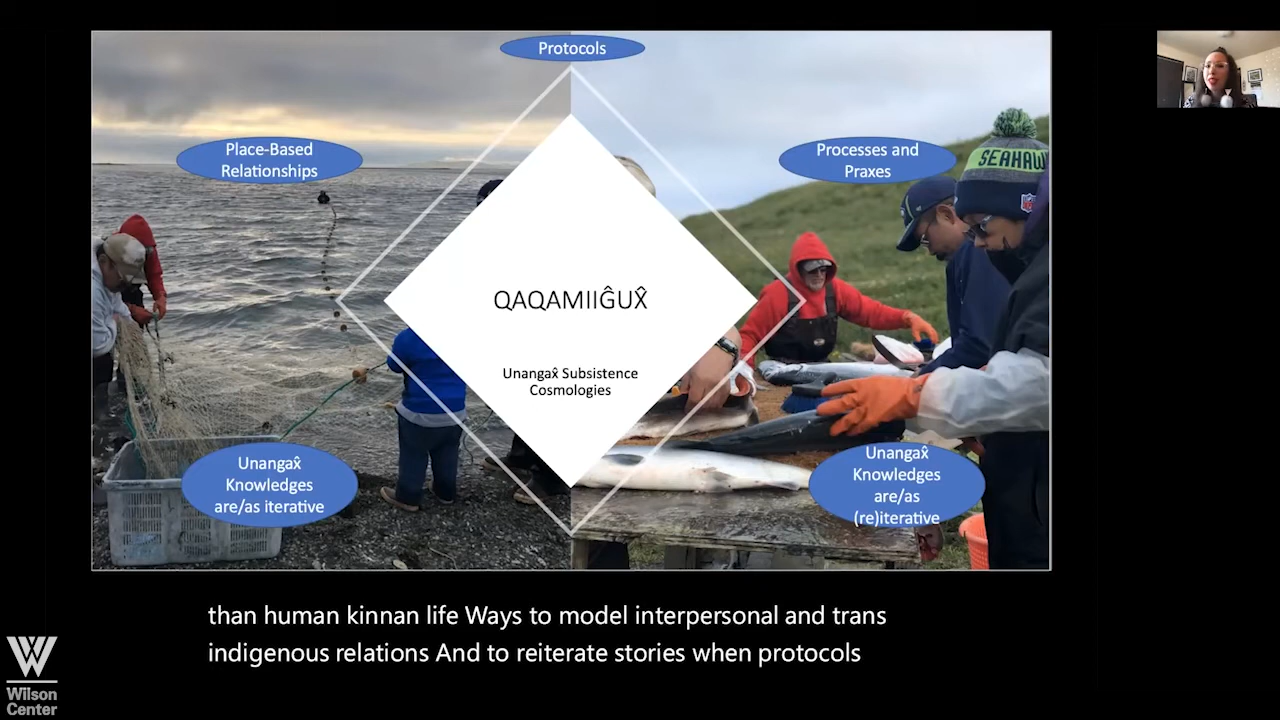 Protocols
Place-Based
Relationships
Processes and
Praxes
SEAHAW
NFL
QAQAMIIĜUX̂
Unangax̂ Subsistence
Cosmologies
Unangax̂
Knowledges
are/as iterative
Unangax̂
Knowledges
are/as
(re)iterative
than human kinnan life Ways to model interpersonal and trans
indigenous relations And to reiterate stories when protocols
W
Wilson
Center